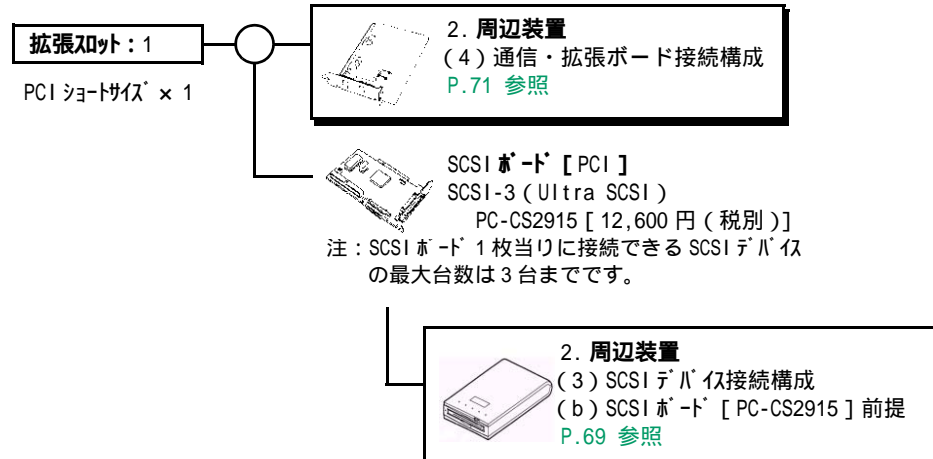 拡張ｽﾛｯﾄ：1
PCI ｼｮｰﾄｻｲｽﾞ × 1
2. 周辺装置
（4）通信・拡張ボード接続構成
P.71 参照
SCSI ﾎﾞｰﾄﾞ［PCI］
SCSI-3（Ultra SCSI）
PC-CS2915［12,600 円（税別）］
注：SCSI ﾎﾞｰﾄﾞ 1 枚当りに接続できる SCSI ﾃﾞﾊﾞｲｽ
の最大台数は 3 台までです。
2. 周辺装置
（3）SCSI ﾃﾞﾊﾞｲｽ接続構成
（b）SCSI ﾎﾞｰﾄﾞ［PC-CS2915］前提
P.69 参照